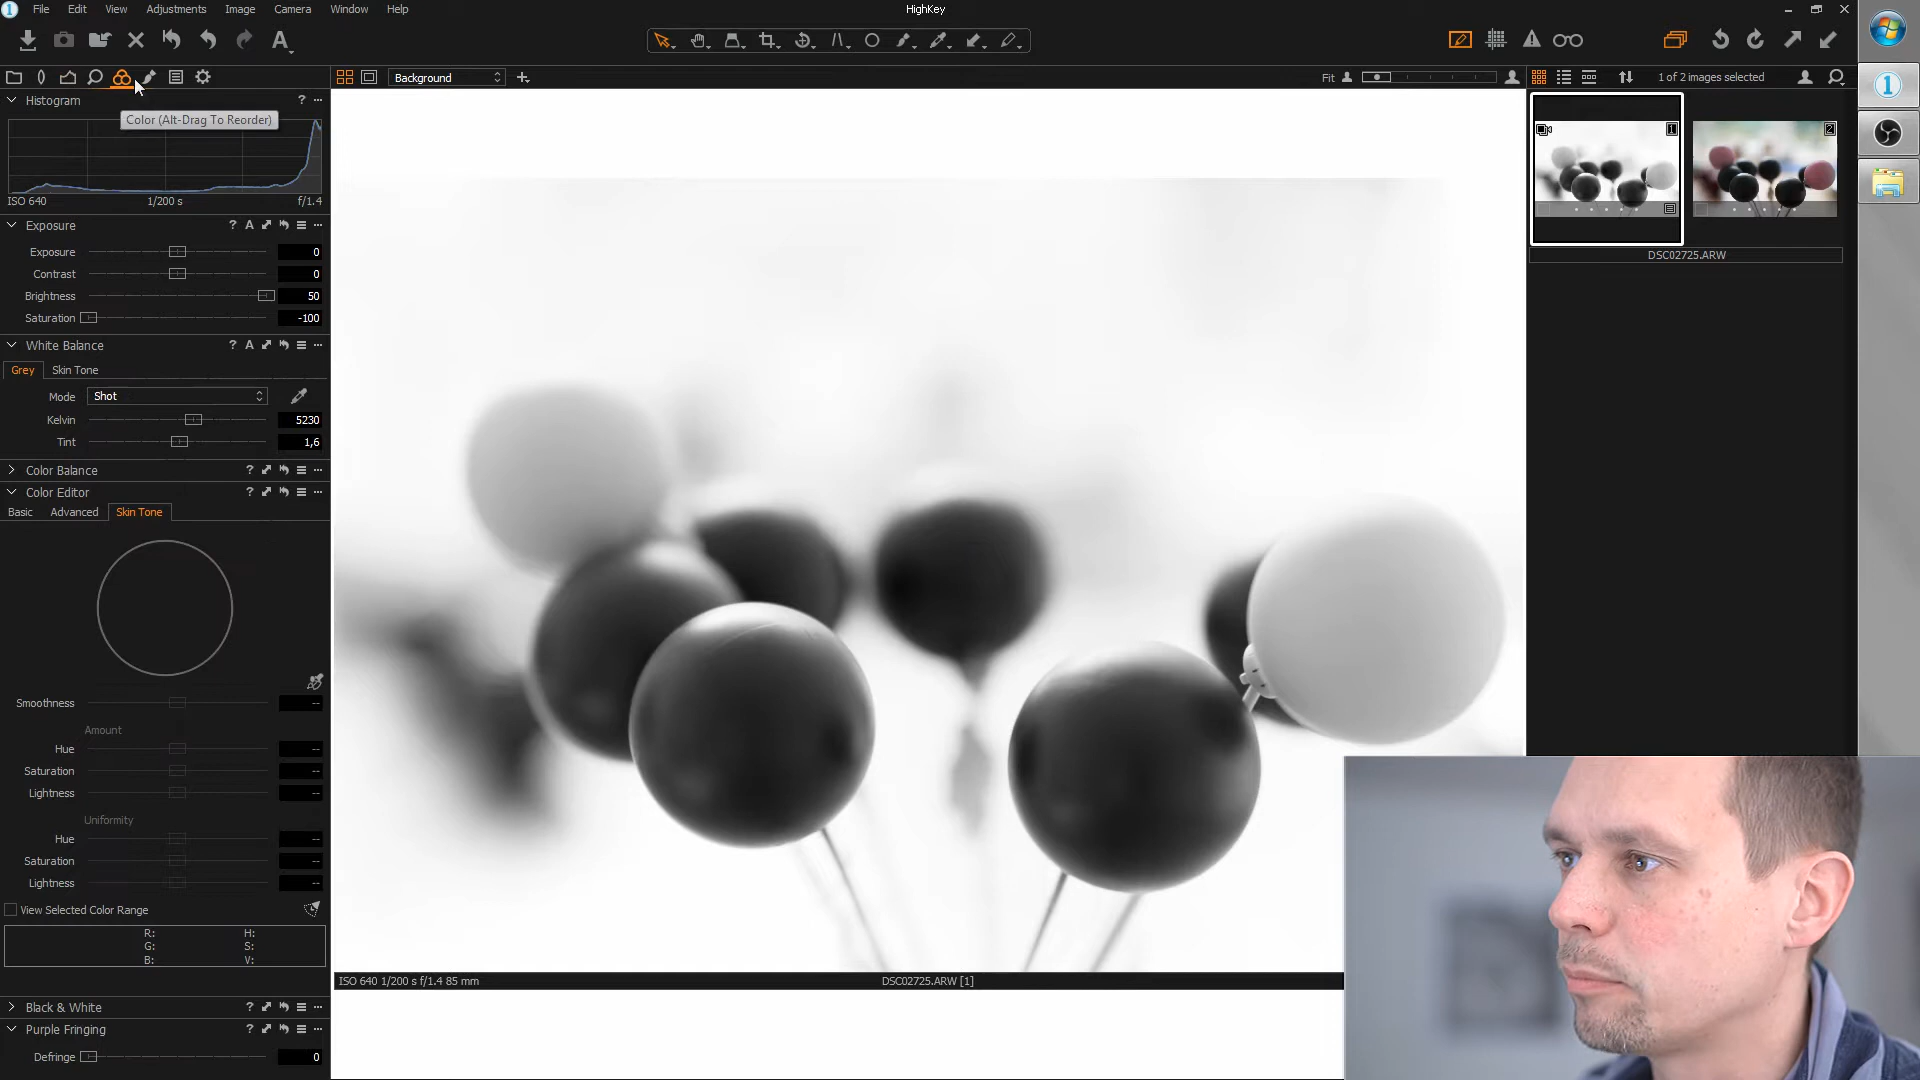 File Edit View Adjustments Image Camera Window Help
HighKey
A
Background
Fit
1 of 2 images selected
Histogram ?
Color (Alt-Drag To Reorder)
ISO 640 1/200 s f/1.4
1 2
DSC02725.ARW
Exposure ? A
Exposure 0
Contrast 0
Brightness 50
Saturation -100
White Balance ? A
Grey Skin Tone
Mode Shot
Kelvin 5230
Tint 1,6
Color Balance ?
Color Editor ?
Basic Advanced Skin Tone
Smoothness --
Amount
Hue --
Saturation --
Lightness --
Uniformity
Hue --
Saturation --
Lightness --
View Selected Color Range
R: H:
G: S:
B: V:
Black & White ?
Purple Fringing ?
Defringe 0
ISO 640 1/200 s f/1.4 85 mm DSC02725.ARW [1]